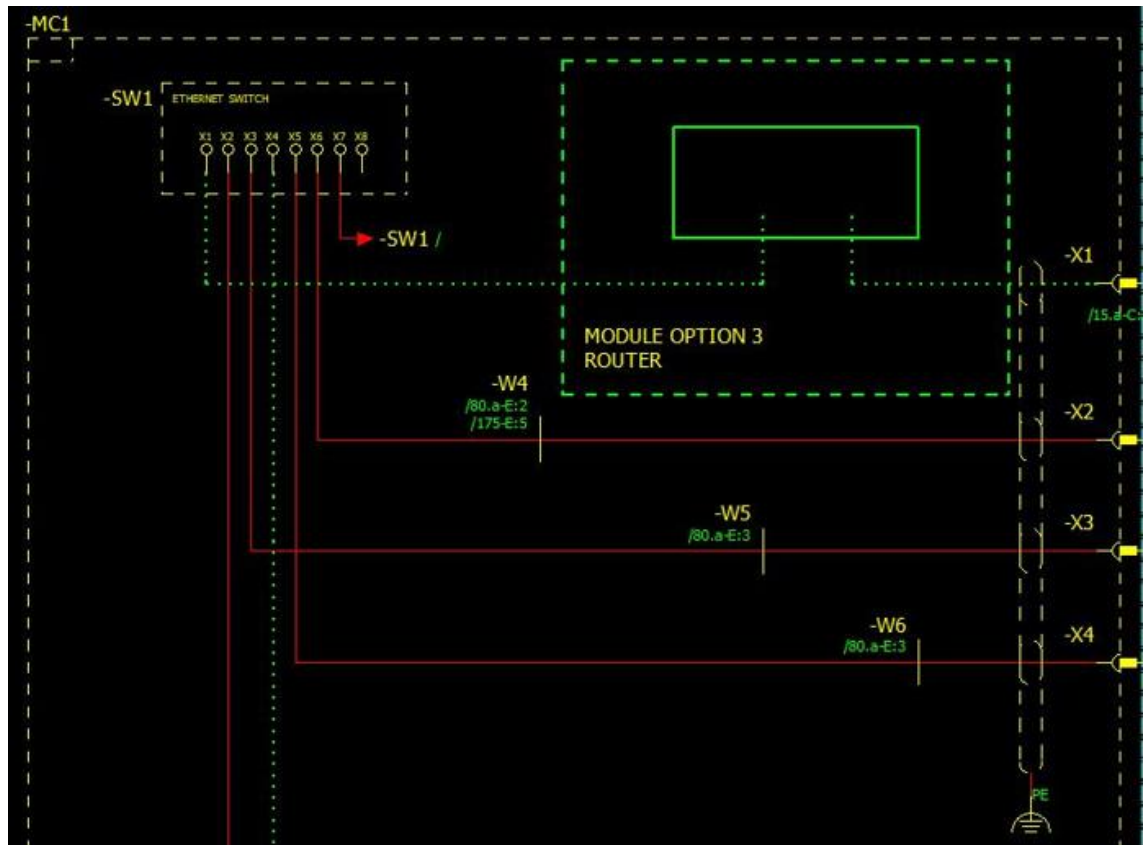 -MC1
-SW1
ETHERNET SWITCH
X1 X2 X3 X4 X5 X6 X7 X8
-SW1 /
-X1
/15.a-C:
MODULE OPTION 3
ROUTER
-W4
/80.a-E:2
/175-E:5
-X2
-W5
/80.a-E:3
-X3
-W6
/80.a-E:3
-X4
PE